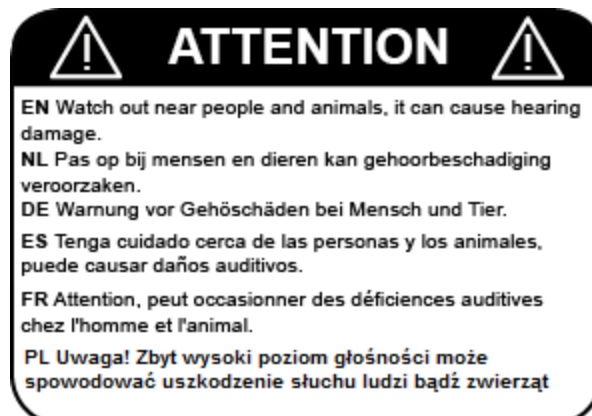 ATTENTION
EN Watch out near people and animals, it can cause hearing
damage.
NL Pas op bij mensen en dieren kan gehoorbeschadiging
veroorzaken.
DE Warnung vor Gehöschäden bei Mensch und Tier.
ES Tenga cuidado cerca de las personas y los animales,
puede causar daños auditivos.
FR Attention, peut occasionner des déficiences auditives
chez l'homme et l'animal.
PL Uwaga! Zbyt wysoki poziom głośności może
spowodować uszkodzenie słuchu ludzi bądź zwierząt